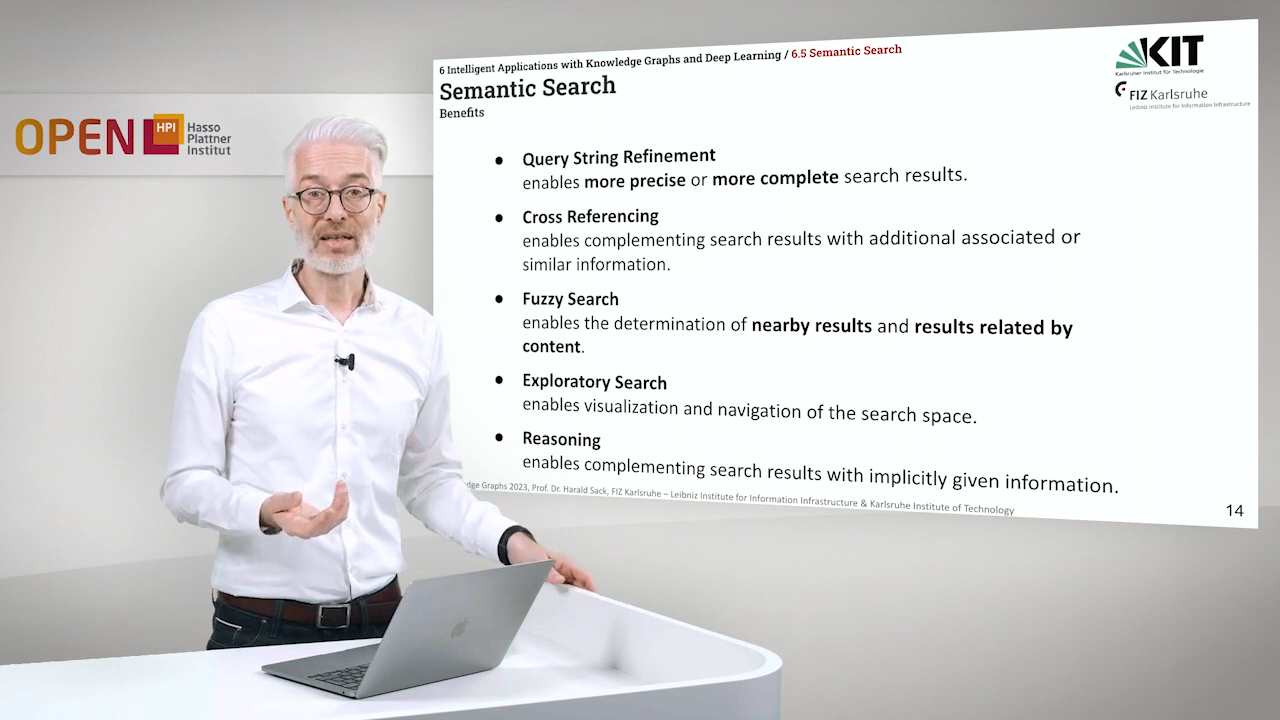 OPEN HPI Hasso
Plattner
Institut
6 Intelligent Applications with Knowledge Graphs and Deep Learning / 6.5 Semantic Search
Semantic Search
Benefits
KIT
Karlsruher Institut für Technologie
FIZ Karlsruhe
Leibniz Institute for Information Infrastructure
● Query String Refinement
enables more precise or more complete search results.
● Cross Referencing
enables complementing search results with additional associated or
similar information.
● Fuzzy Search
enables the determination of nearby results and results related by
content.
● Exploratory Search
enables visualization and navigation of the search space.
● Reasoning
enables complementing search results with implicitly given information.
Graphs 2023, Prof. Dr. Harald Sack, FIZ Karlsruhe – Leibniz Institute for Information Infrastructure & Karlsruhe Institute of Technology
14